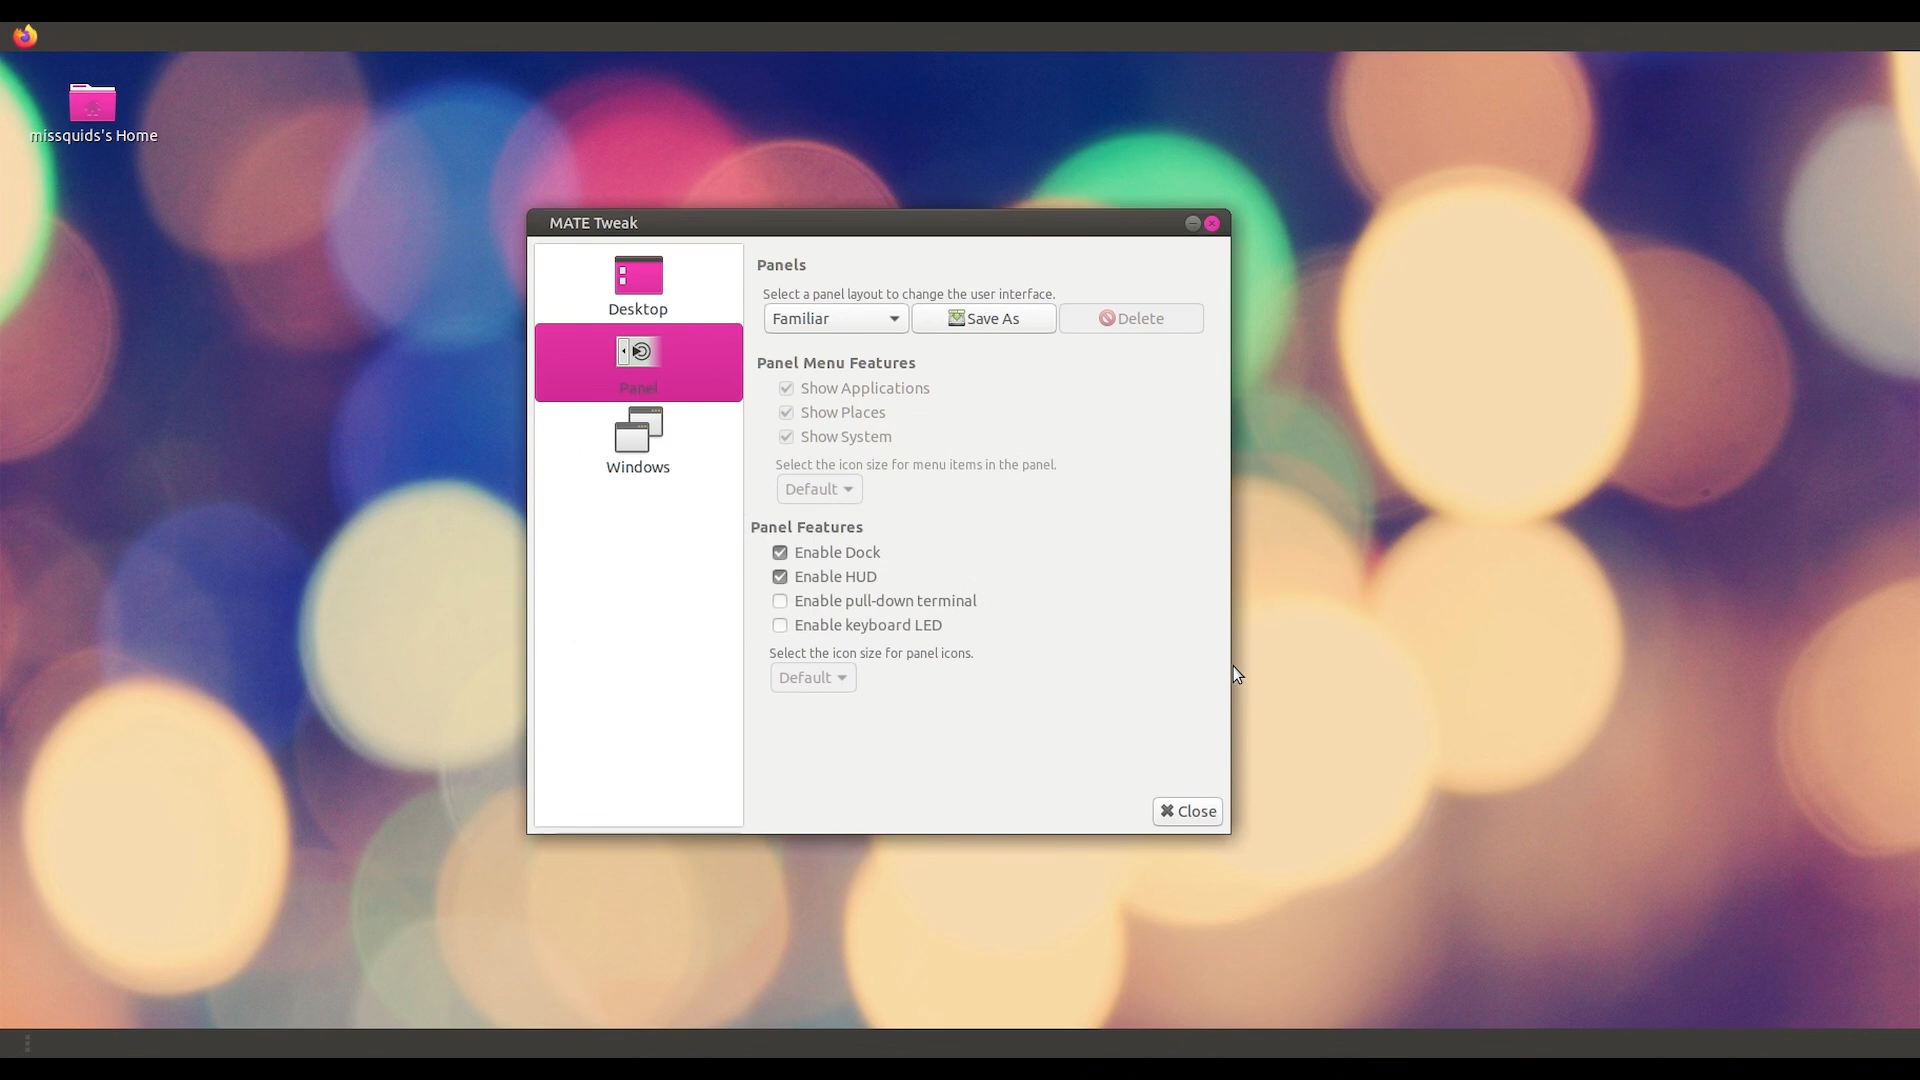 missquids's Home
MATE Tweak
Desktop
Panel
Windows
Panels
Select a panel layout to change the user interface.
Familiar
Save As
Delete
Panel Menu Features
Show Applications
Show Places
Show System
Select the icon size for menu items in the panel.
Default
Panel Features
Enable Dock
Enable HUD
Enable pull-down terminal
Enable keyboard LED
Select the icon size for panel icons.
Default
Close